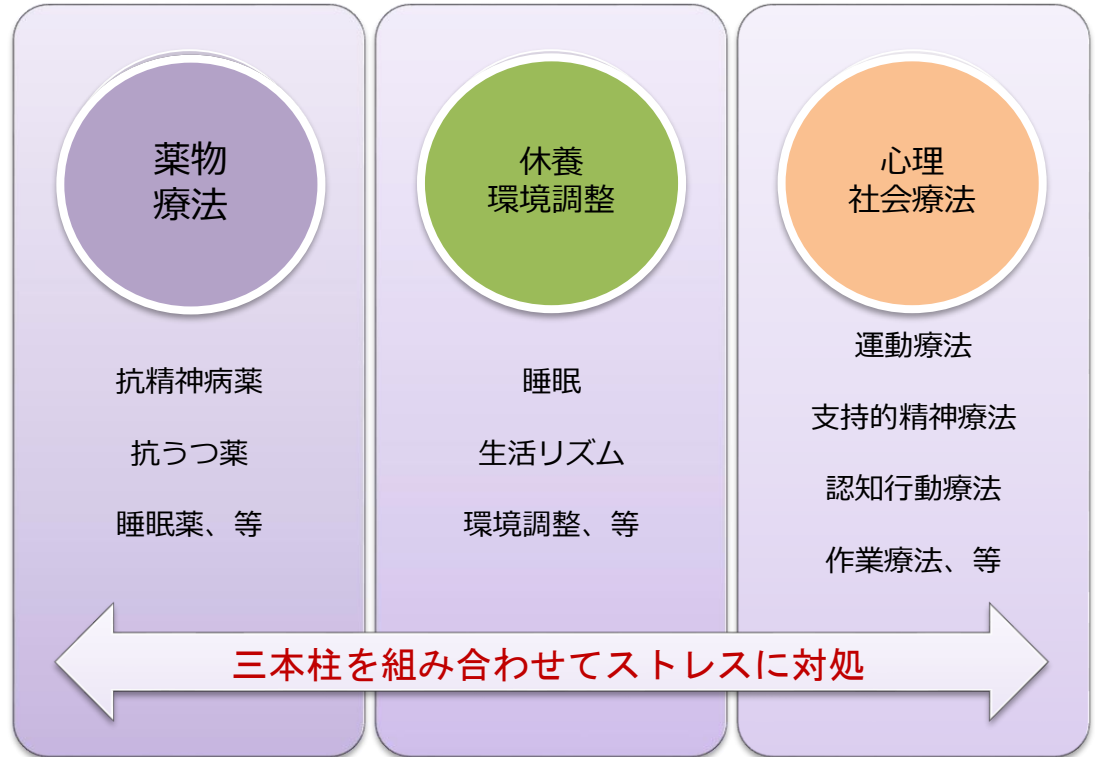 薬物
療法
抗精神病薬
抗うつ薬
睡眠薬、等
休養
環境調整
睡眠
生活リズム
環境調整、等
心理
社会療法
運動療法
支持的精神療法
認知行動療法
作業療法、等
三本柱を組み合わせてストレスに対処